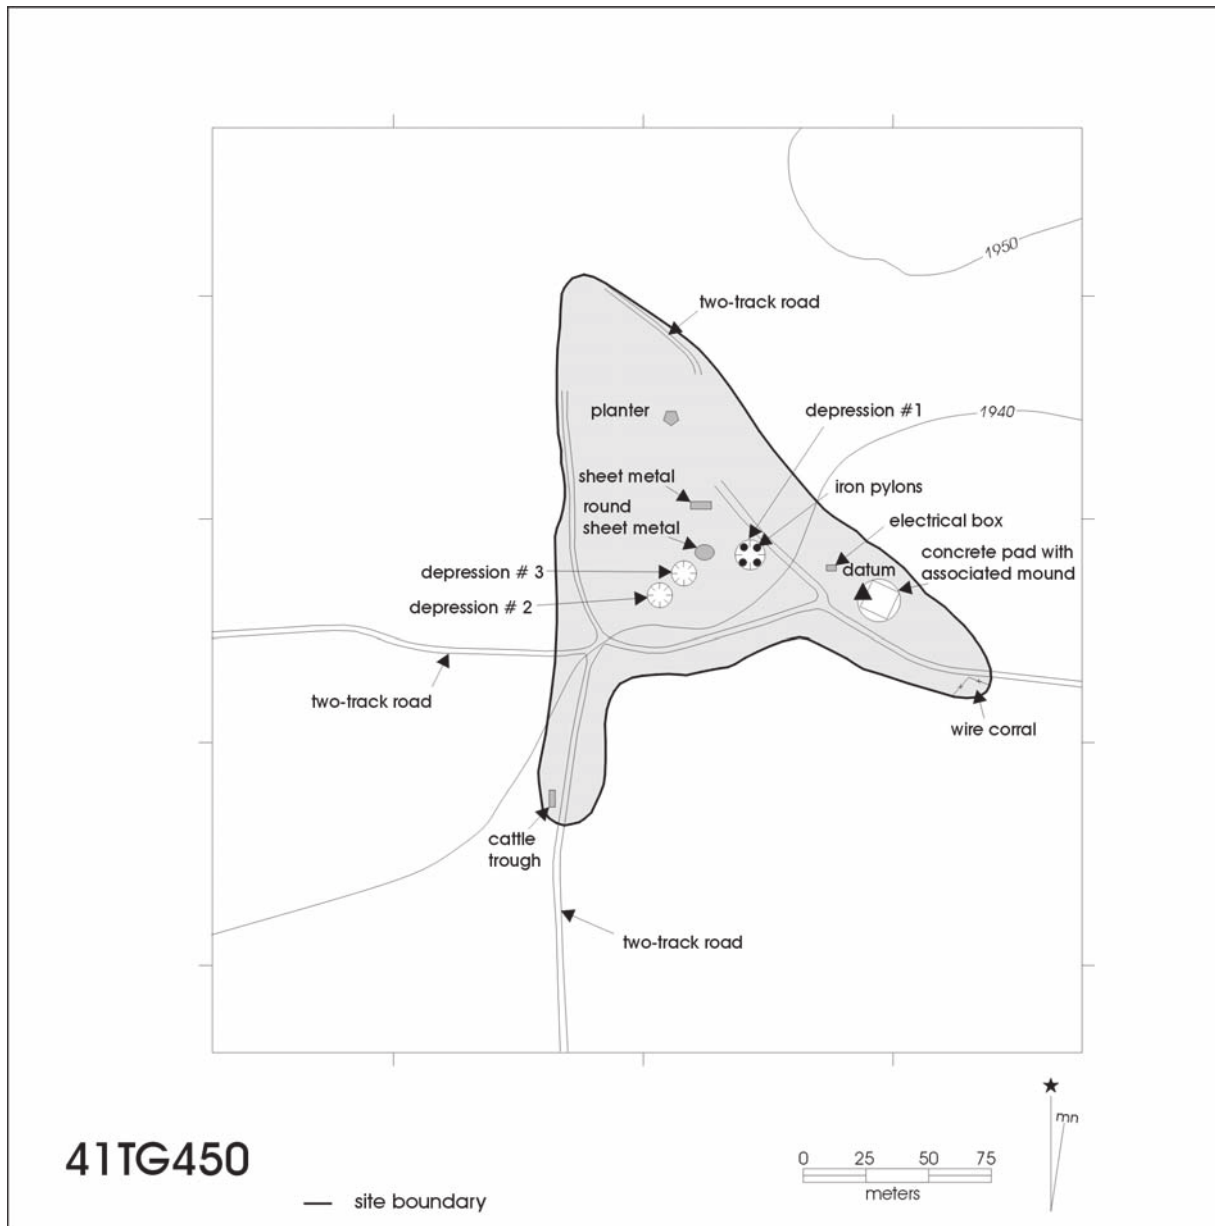 1950
two-track road
planter
depression #1
1940
sheet metal
iron pylons
round
sheet metal
electrical box
concrete pad with
associated mound
datum
depression # 3
depression # 2
two-track road
wire corral
cattle
trough
two-track road
mn
41TG450
0 25 50 75
meters
site boundary